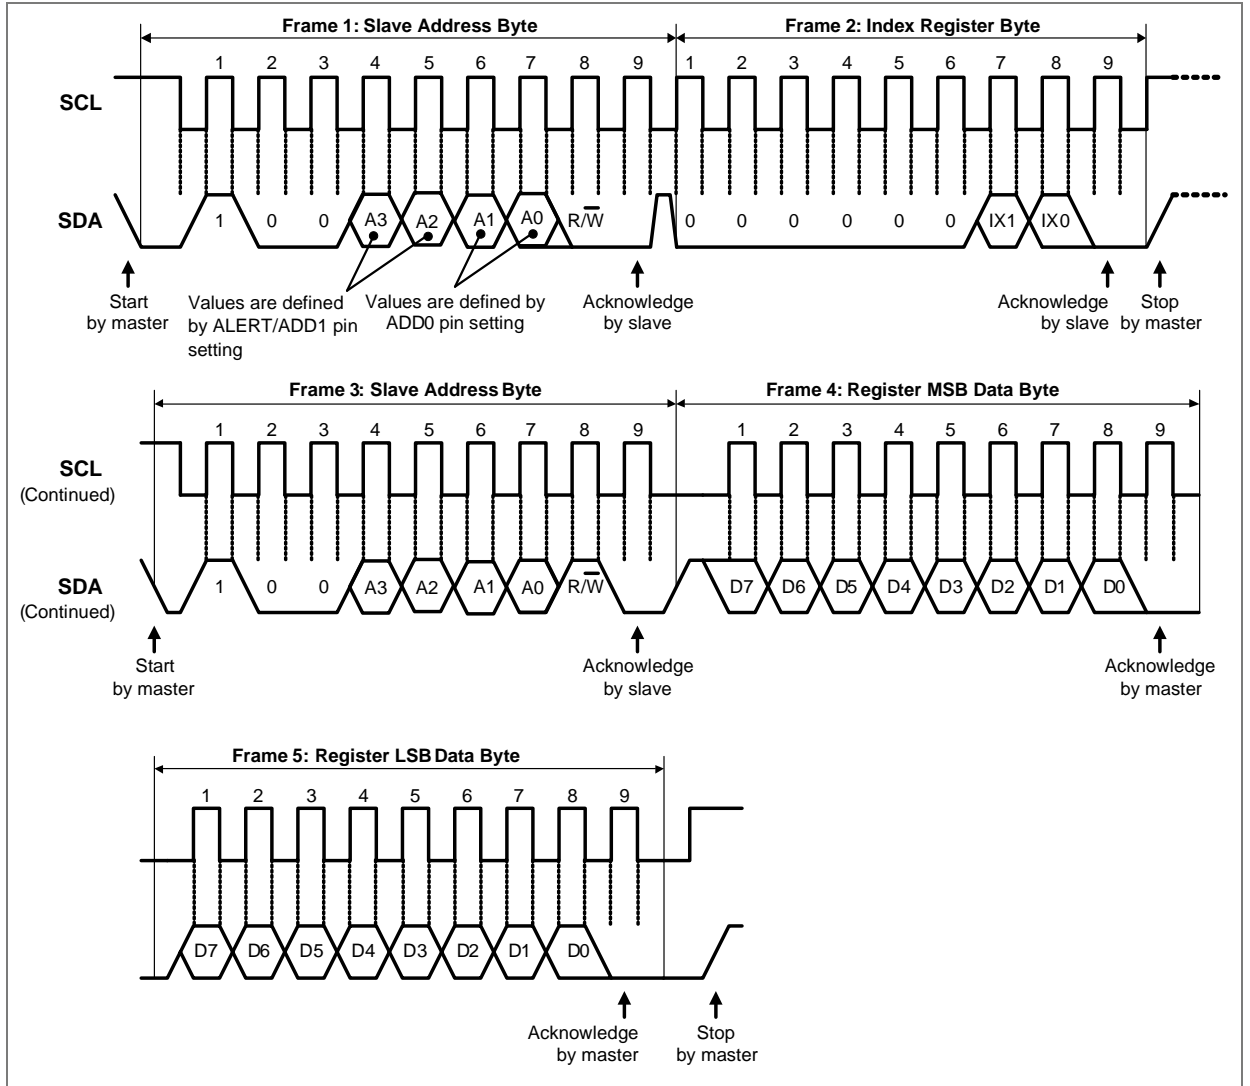 Frame 1: Slave Address Byte Frame 2: Index Register Byte
1 2 3 4 5 6 7 8 9 1 2 3 4 5 6 7 8 9
SCL
SDA 1 0 0 A3 A2 A1 A0 R/W 0 0 0 0 0 0 IX1 IX0
Start
by master
Values are defined
by ALERT/ADD1 pin
setting
Values are defined by
ADD0 pin setting
Acknowledge
by slave
Acknowledge
by slave
Stop
by master
Frame 3: Slave Address Byte Frame 4: Register MSB Data Byte
1 2 3 4 5 6 7 8 9 1 2 3 4 5 6 7 8 9
SCL
(Continued)
SDA 1 0 0 A3 A2 A1 A0 R/W D7 D6 D5 D4 D3 D2 D1 D0
(Continued)
Start
by master
Acknowledge
by slave
Acknowledge
by master
Frame 5: Register LSB Data Byte
1 2 3 4 5 6 7 8 9
D7 D6 D5 D4 D3 D2 D1 D0
Acknowledge
by master
Stop
by master